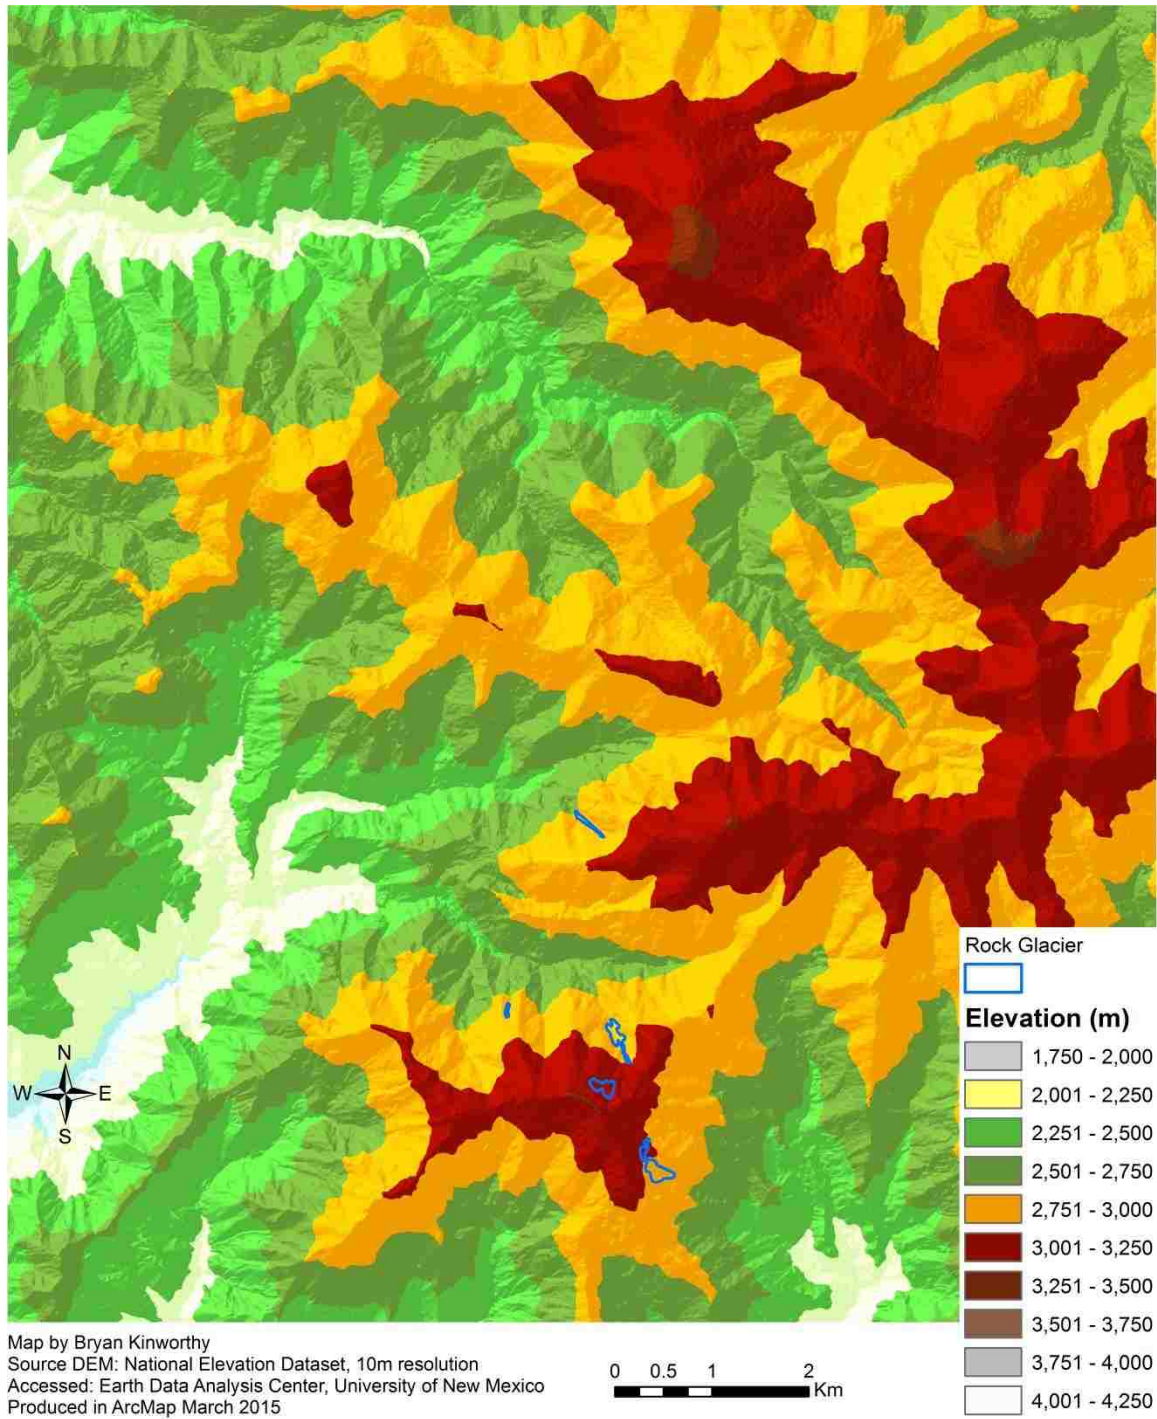 Rock Glacier
Elevation (m)
1,750 - 2,000
2,001 - 2,250
2,251 - 2,500
2,501 - 2,750
2,751 - 3,000
3,001 - 3,250
3,251 - 3,500
3,501 - 3,750
3,751 - 4,000
4,001 - 4,250
N
W E
S
Map by Bryan Kinworthy
Source DEM: National Elevation Dataset, 10m resolution
Accessed: Earth Data Analysis Center, University of New Mexico
Produced in ArcMap March 2015
0 0.5 1 2
Km